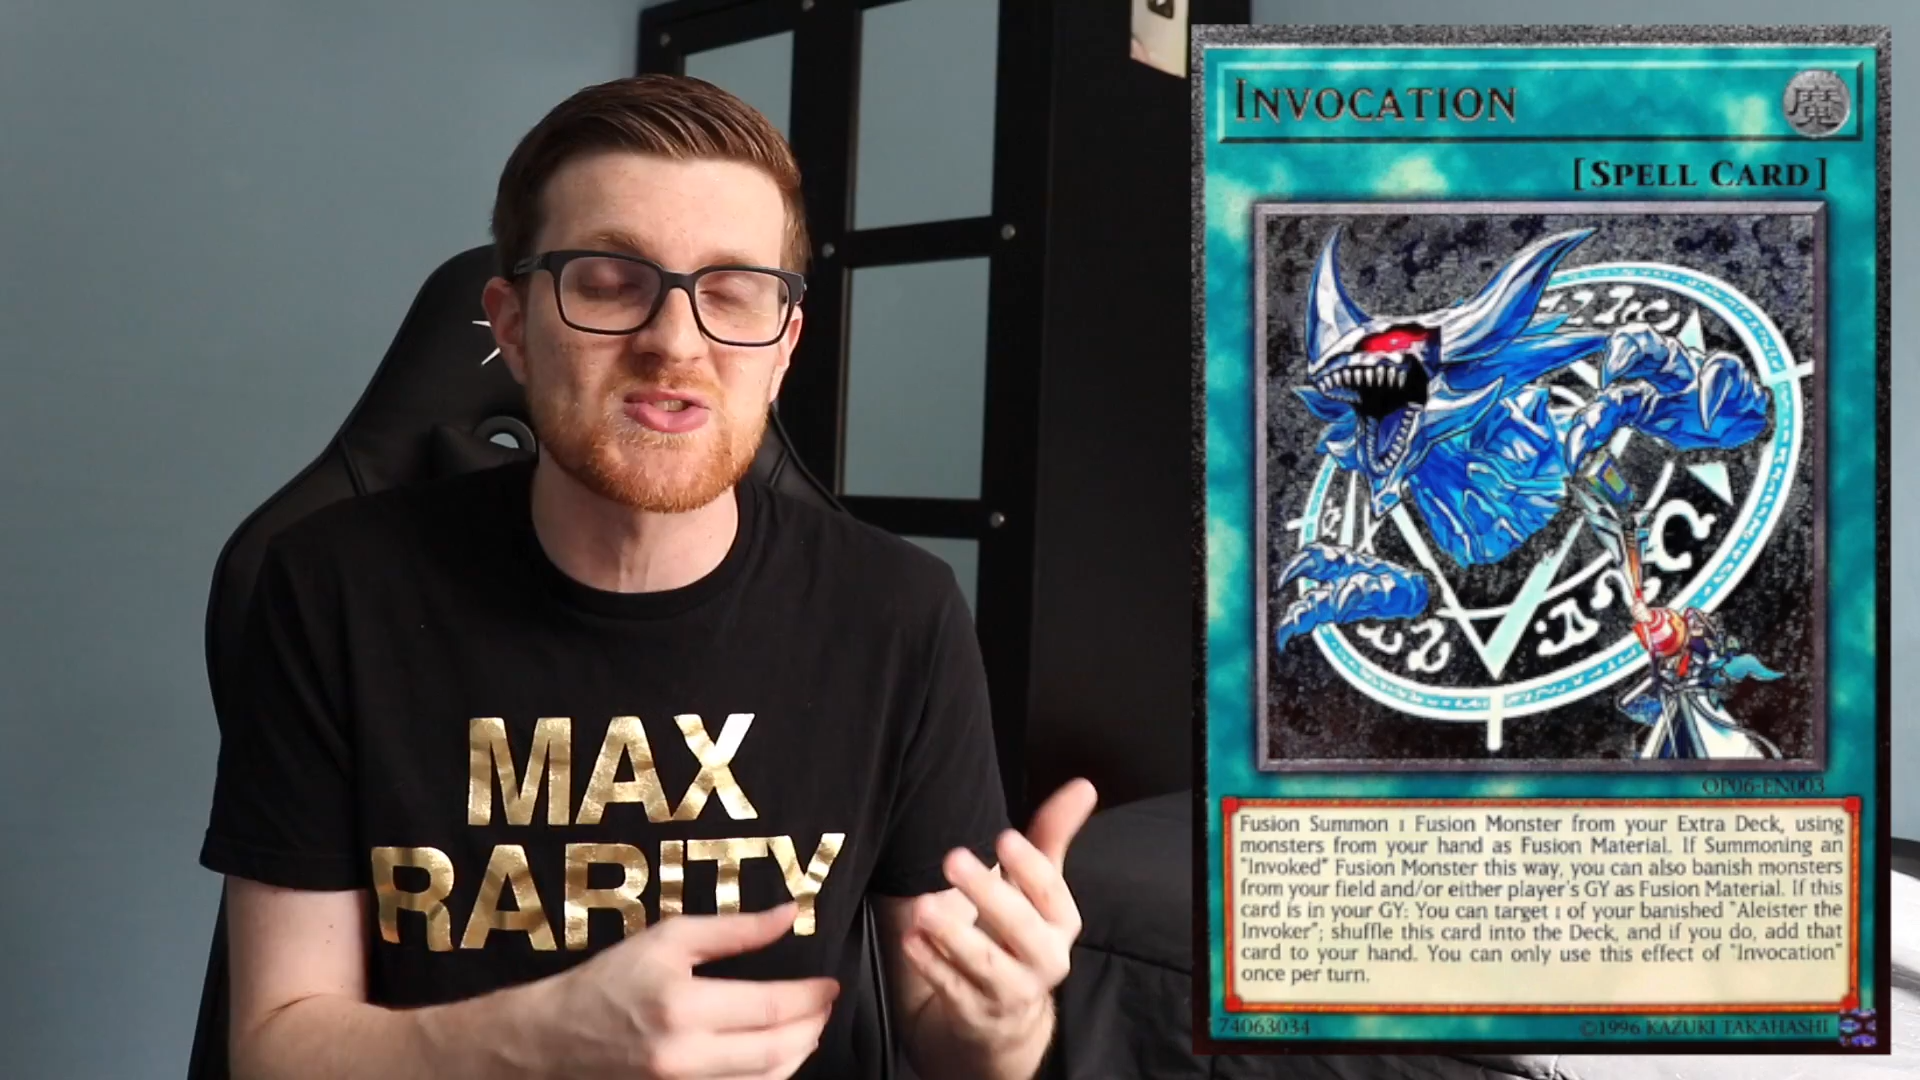 MAX
RARITY
INVOCATION
魔
[SPELL CARD]
OP06-EN003
Fusion Summon 1 Fusion Monster from your Extra Deck, using
monsters from your hand as Fusion Material. If Summoning an
"Invoked" Fusion Monster this way, you can also banish monsters
from your field and/or either player's GY as Fusion Material. If this
card is in your GY: You can target 1 of your banished "Aleister the
Invoker"; shuffle this card into the Deck, and if you do, add that
card to your hand. You can only use this effect of "Invocation"
once per turn.
74063034
©1996 KAZUKI TAKAHASHI